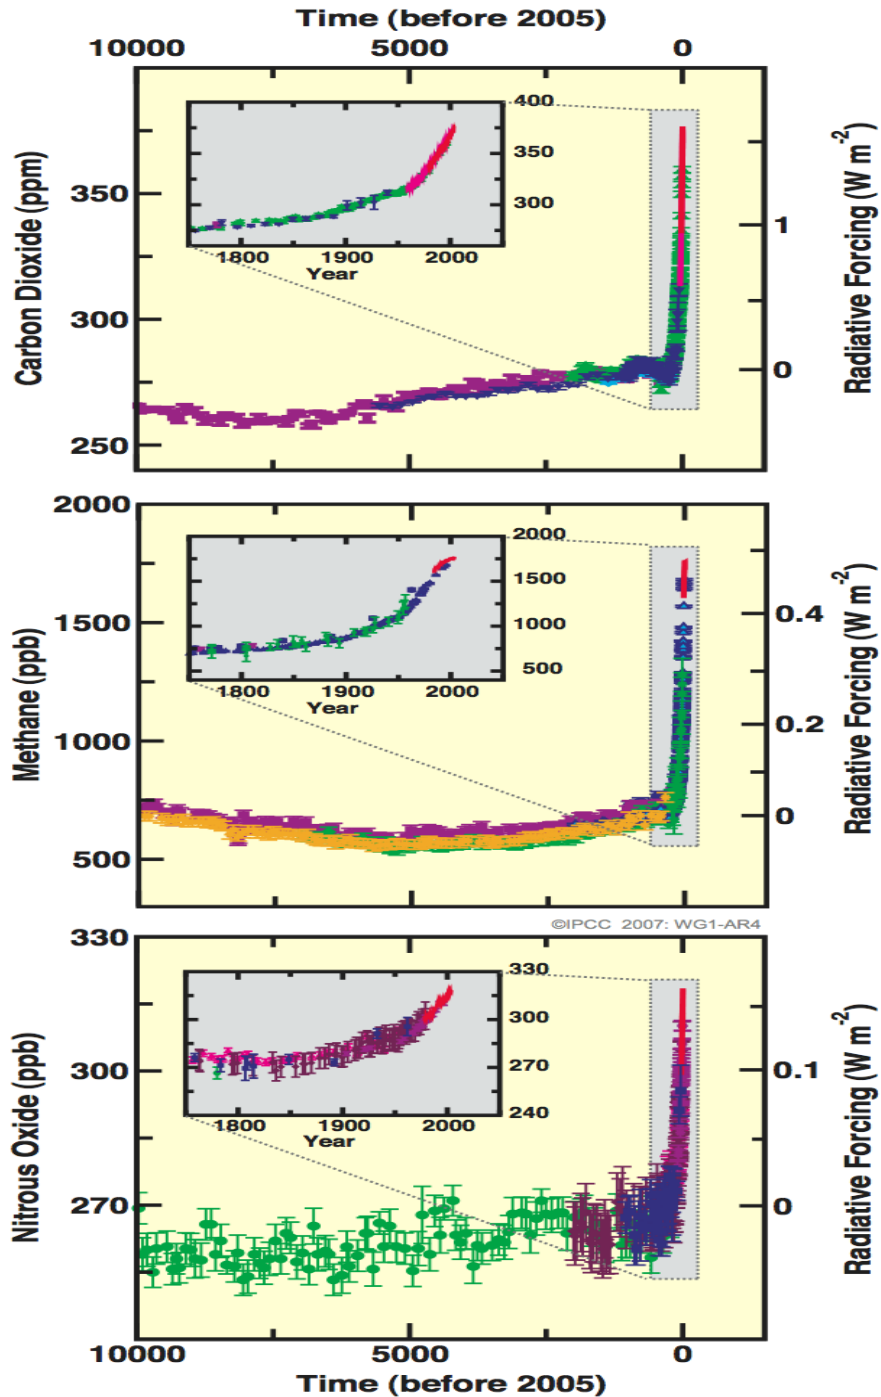 Time (before 2005)
10000 5000 0
400
350
300
1800 1900 2000
Year
350
300
250
Carbon Dioxide (ppm)
1
0
Radiative Forcing (W m-2)
2000
1500
1000
500
Methane (ppb)
2000
1500
1000
500
1800 1900 2000
Year
0.4
0.2
0
Radiative Forcing (W m-2)
©IPCC 2007: WG1-AR4
330
300
270
Nitrous Oxide (ppb)
330
300
270
240
1800 1900 2000
Year
0.1
0
Radiative Forcing (W m-2)
10000 5000 0
Time (before 2005)